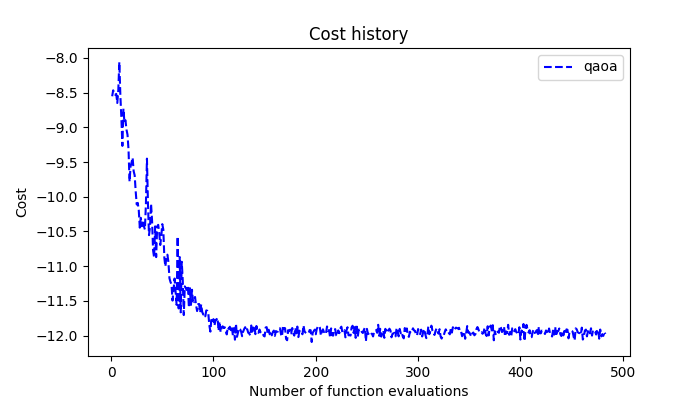 Cost history
qaoa
−8.0
−8.5
−9.0
−9.5
−10.0
−10.5
−11.0
−11.5
−12.0
Cost
0 100 200 300 400 500
Number of function evaluations